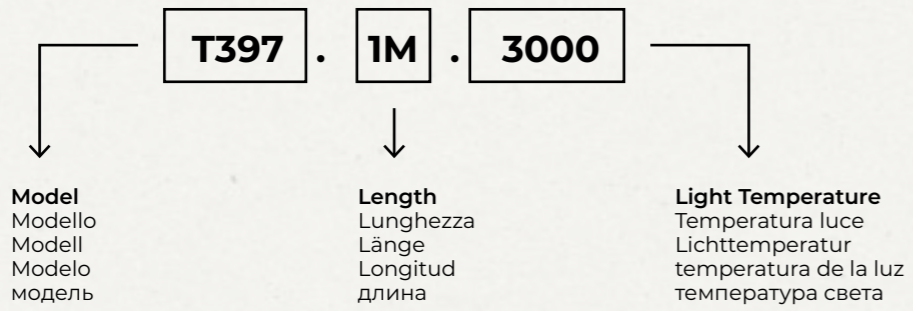 T397 . 1M . 3000
Model
Modello
Modell
Modelo
модель
Length
Lunghezza
Länge
Longitud
длина
Light Temperature
Temperatura luce
Lichttemperatur
temperatura de la luz
температура света